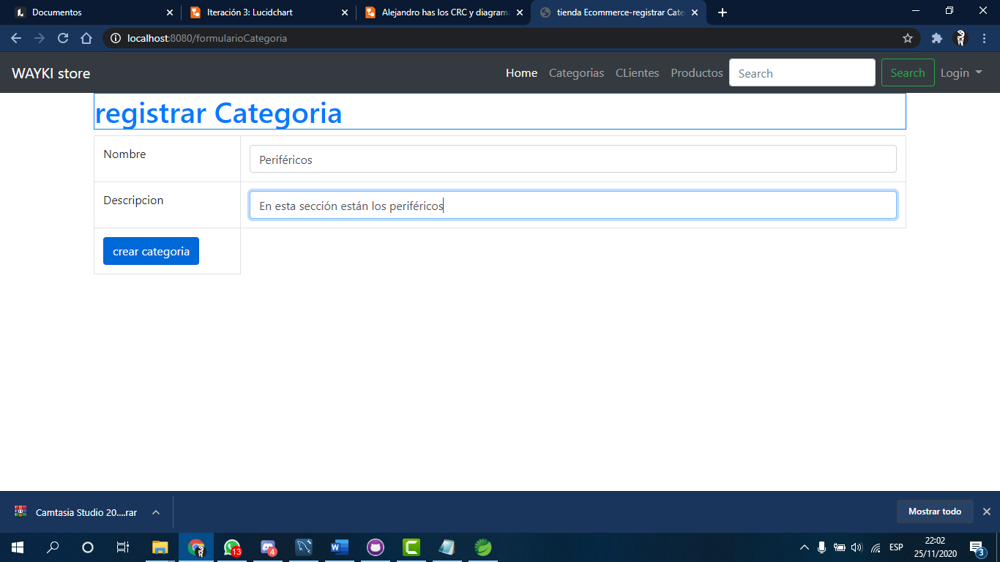 Documentos
Iteración 3: Lucidchart
Alejandro has los CRC y diagrama
tienda Ecommerce-registrar Cate
localhost:8080/formularioCategoria
WAYKI store
Home
Categorias
CLientes
Productos
Search
Search
Login
registrar Categoria
Nombre
Periféricos
Descripcion
En esta sección están los periféricos
crear categoria
Camtasia Studio 20....rar
Mostrar todo
13
4
ESP
22:02
25/11/2020
3